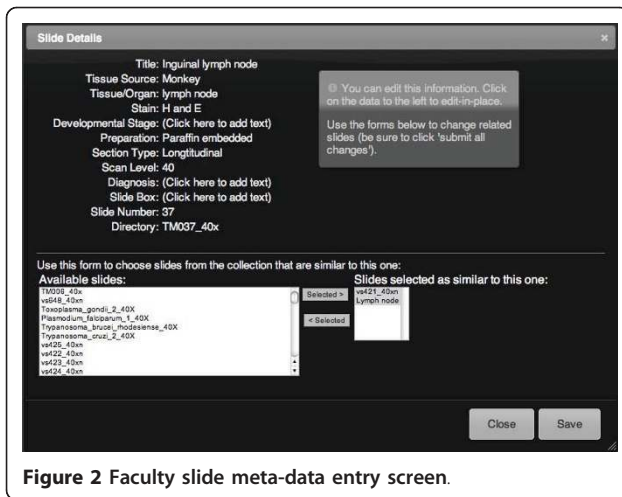 Slide Details
Title: Inguinal lymph node
Tissue Source: Monkey
Tissue/Organ: lymph node
Stain: H and E
Developmental Stage: (Click here to add text)
Preparation: Paraffin embedded
Section Type: Longtitudinal
Scan Level: 40
Diagnosis: (Click here to add text)
Slide Box: (Click here to add text)
Slide Number: 37
Directory: TM037_40x
You can edit this information. Click
on the data to the left to edit-in-place.
Use the forms below to change related
slides (be sure to click 'submit all
changes').
Use this form to choose slides from the collection that are similar to this one:
Available slides:
TM006_40x
vs648_40xn
Toxoplasma_gondii_2_40X
Plasmodium_falciparum_1_40X
Trypanosoma_brucei_rhodesiense_40X
Trypanosoma_cruzi_2_40X
vs425_40xn
vs422_40xn
vs423_40xn
vs424_40xn
Selected >
< Selected
Slides selected as similar to this one:
vs421_40xn
Lymph node
Close
Save
Figure 2 Faculty slide meta-data entry screen.